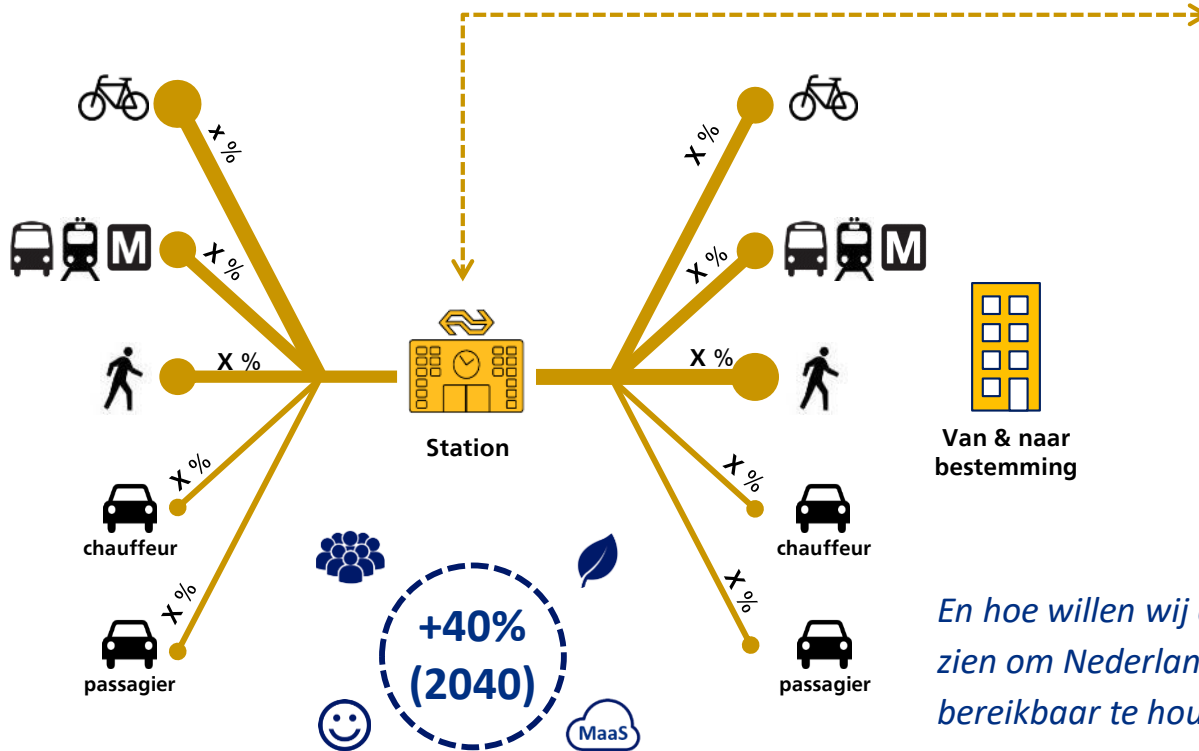 x %
X %
M
X %
X %
M
X %
X %
X %
Station
Van & naar
bestemming
X %
chauffeur
X %
chauffeur
X %
passagier
X %
passagier
+40%
(2040)
MaaS
En hoe willen wij
zien om Nederlan
bereikbaar te hou